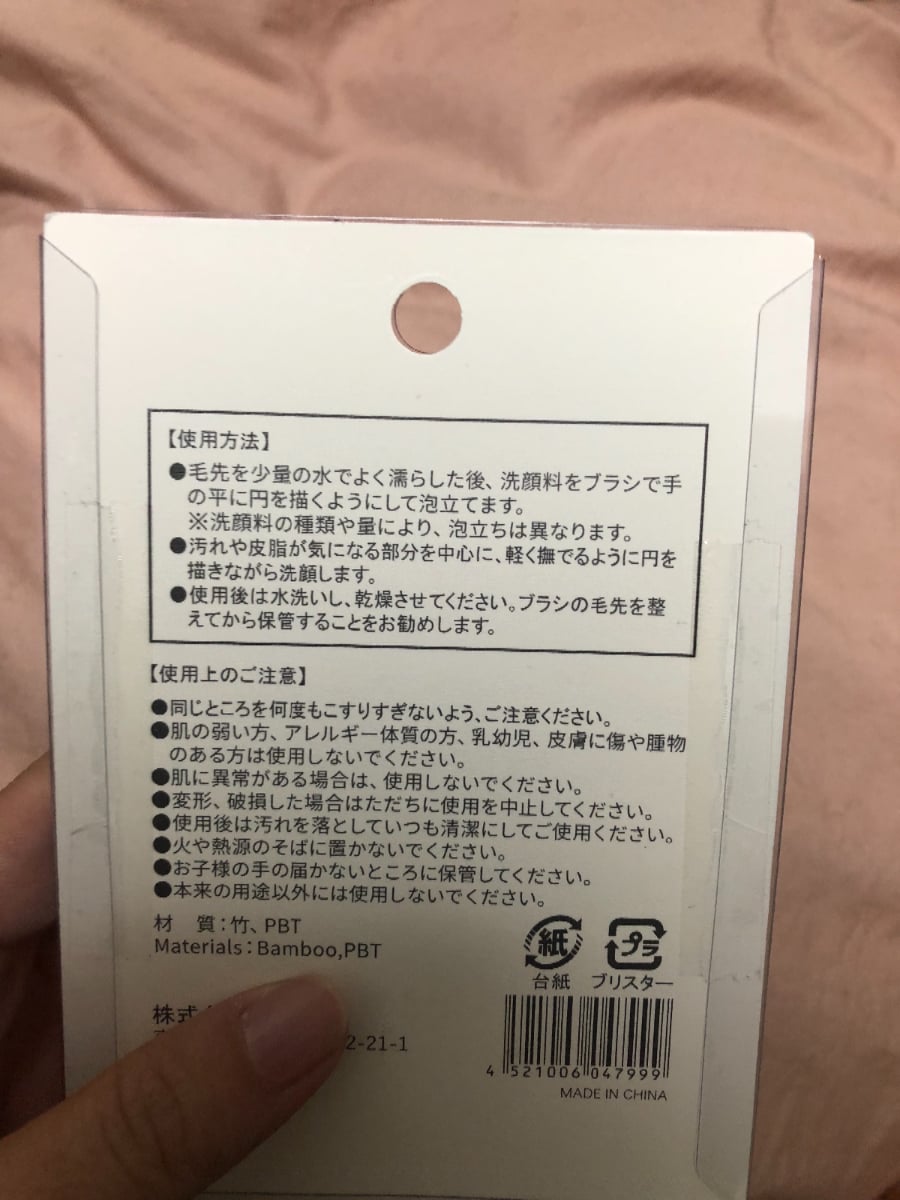 【使用方法】
●毛先を少量の水でよく濡らした後、洗顔料をブラシで手
の平に円を描くようにして泡立てます。
※洗顔料の種類や量により、泡立ちは異なります。
●汚れや皮脂が気になる部分を中心に、軽く撫でるように円を
描きながら洗顔します。
●使用後は水洗いし、乾燥させてください。ブラシの毛先を整
えてから保管することをお勧めします。
【使用上のご注意】
●同じところを何度もこすりすぎないよう、ご注意ください。
●肌の弱い方、アレルギー体質の方、乳幼児、皮膚に傷や腫物
のある方は使用しないでください。
●肌に異常がある場合は、使用しないでください。
●変形、破損した場合はただちに使用を中止してください。
●使用後は汚れを落としていつも清潔にしてご使用ください。
●火や熱源のそばに置かないでください。
●お子様の手の届かないところに保管してください。
●本来の用途以外には使用しないでください。
材 質：竹、PBT
Materials：Bamboo,PBT
紙 プラ
台紙 ブリスター
株式
2-21-1
4 521006 047999
MADE IN CHINA